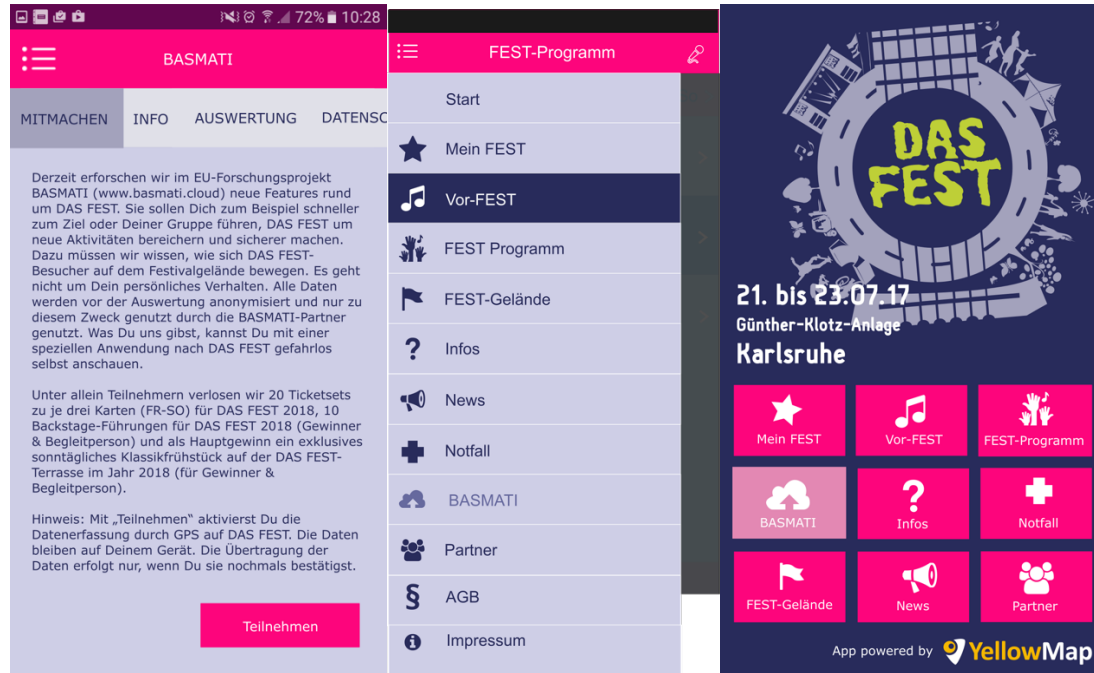 72% 10:28
BASMATI
MITMACHEN INFO AUSWERTUNG DATENSC
Derzeit erforschen wir im EU-Forschungsprojekt
BASMATI (www.basmati.cloud) neue Features rund
um DAS FEST. Sie sollen Dich zum Beispiel schneller
zum Ziel oder Deiner Gruppe führen, DAS FEST um
neue Aktivitäten bereichern und sicherer machen.
Dazu müssen wir wissen, wie sich DAS FEST-
Besucher auf dem Festivalgelände bewegen. Es geht
nicht um Dein persönliches Verhalten. Alle Daten
werden vor der Auswertung anonymisiert und nur zu
diesem Zweck genutzt durch die BASMATI-Partner
genutzt. Was Du uns gibst, kannst Du mit einer
speziellen Anwendung nach DAS FEST gefahrlos
selbst anschauen.
Unter allein Teilnehmern verlosen wir 20 Ticketsets
zu je drei Karten (FR-SO) für DAS FEST 2018, 10
Backstage-Führungen für DAS FEST 2018 (Gewinner
& Begleitperson) und als Hauptgewinn ein exklusives
sonntägliches Klassikfrühstück auf der DAS FEST-
Terrasse im Jahr 2018 (für Gewinner &
Begleitperson).
Hinweis: Mit „Teilnehmen“ aktivierst Du die
Datenerfassung durch GPS auf DAS FEST. Die Daten
bleiben auf Deinem Gerät. Die Übertragung der
Daten erfolgt nur, wenn Du sie nochmals bestätigst.
Teilnehmen
FEST-Programm
Start
Mein FEST
Vor-FEST
FEST Programm
FEST-Gelände
? Infos
News
Notfall
BASMATI
Partner
§ AGB
Impressum
DAS
FEST
21. bis 23.07.17
Günther-Klotz-Anlage
Karlsruhe
Mein FEST
Vor-FEST
FEST-Programm
BASMATI
?
Infos
Notfall
FEST-Gelände
News
Partner
App powered by YellowMap